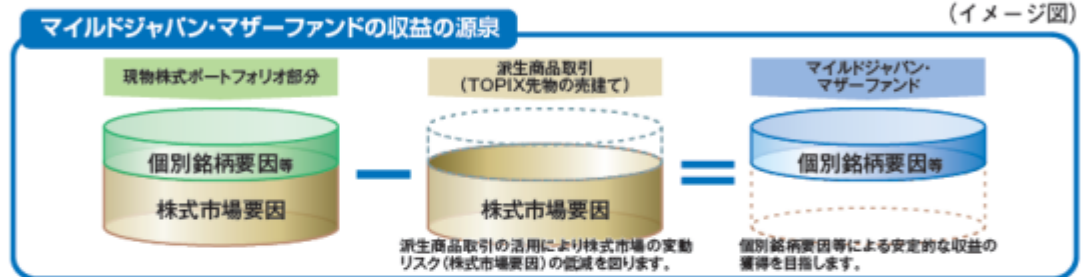 (イメージ図)
マイルドジャパン・マザーファンドの収益の源泉
現物株式ポートフォリオ部分
派生商品取引
(TOPIX先物の売建て)
マイルドジャパン・
マザーファンド
個別銘柄要因等
株式市場要因
株式市場要因
個別銘柄要因等
派生商品取引の活用により株式市場の変動
リスク(株式市場要因)の低減を図ります。
個別銘柄要因等による安定的な収益の
獲得を目指します。